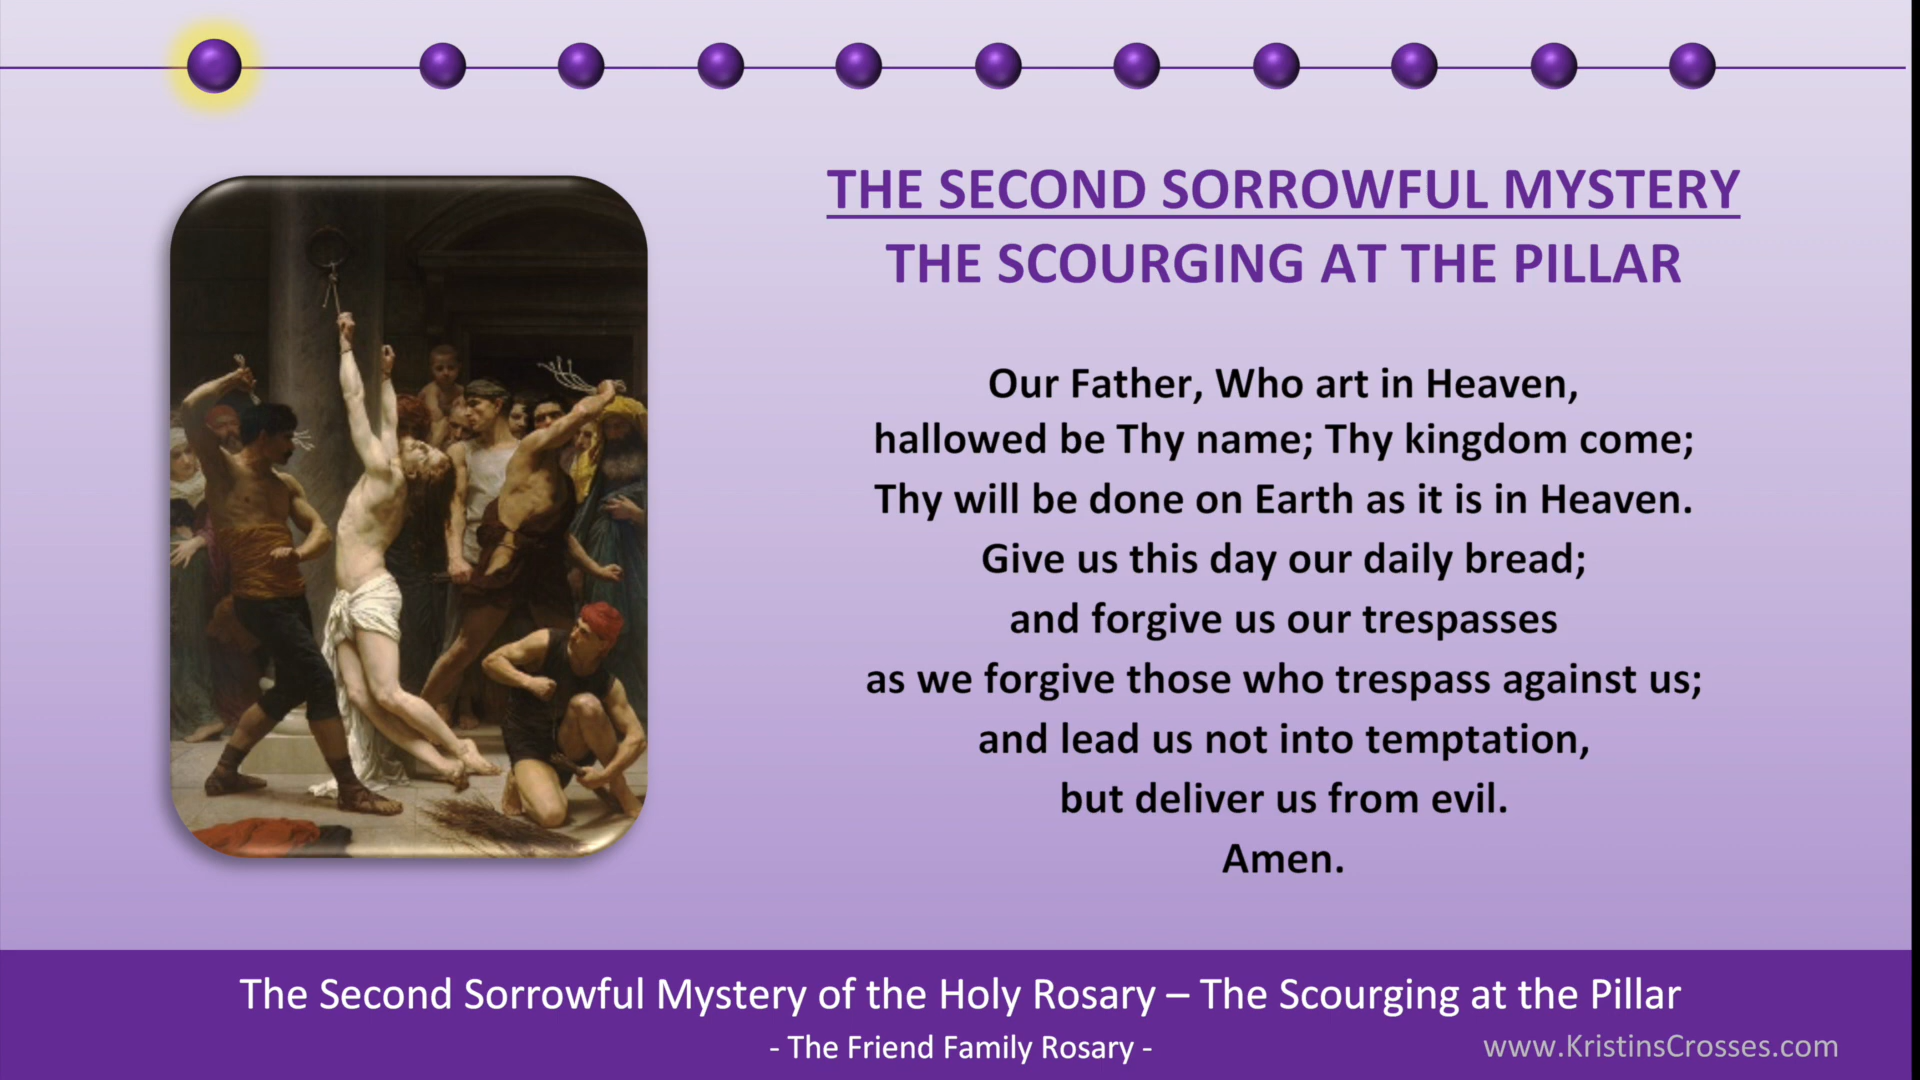 THE SECOND SORROWFUL MYSTERY
THE SCOURGING AT THE PILLAR
Our Father, Who art in Heaven,
hallowed be Thy name; Thy kingdom come;
Thy will be done on Earth as it is in Heaven.
Give us this day our daily bread;
and forgive us our trespasses
as we forgive those who trespass against us;
and lead us not into temptation,
but deliver us from evil.
Amen.
The Second Sorrowful Mystery of the Holy Rosary – The Scourging at the Pillar
- The Friend Family Rosary -
www.KristinsCrosses.com